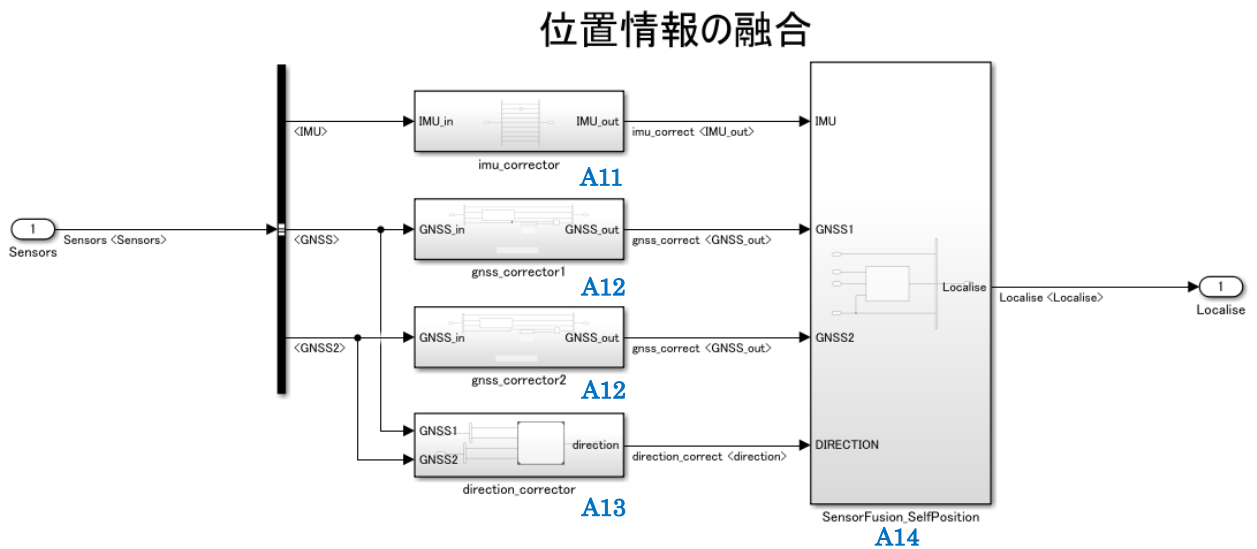 位置情報の融合
1
Sensors
Sensors <Sensors>
<IMU>
<GNSS>
<GNSS2>
IMU_in
IMU_out
imu_corrector
A11
imu_correct <IMU_out>
GNSS_in
GNSS_out
gnss_corrector1
A12
gnss_correct <GNSS_out>
GNSS_in
GNSS_out
gnss_corrector2
A12
gnss_correct <GNSS_out>
GNSS1
GNSS2
direction
direction_corrector
A13
direction_correct <direction>
IMU
GNSS1
GNSS2
DIRECTION
Localise
SensorFusion_SelfPosition
A14
Localise <Localise>
1
Localise